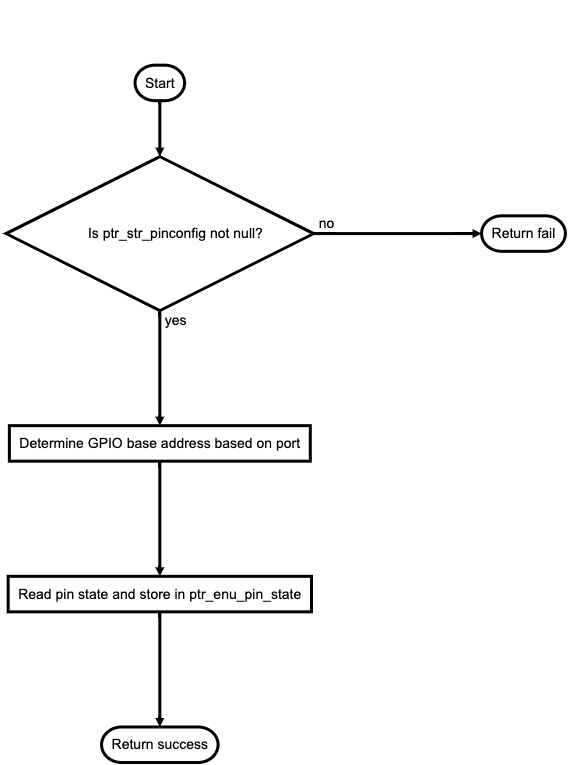 Start
Is ptr_str_pinconfig not null?
no
Return fail
yes
Determine GPIO base address based on port
Read pin state and store in ptr_enu_pin_state
Return success